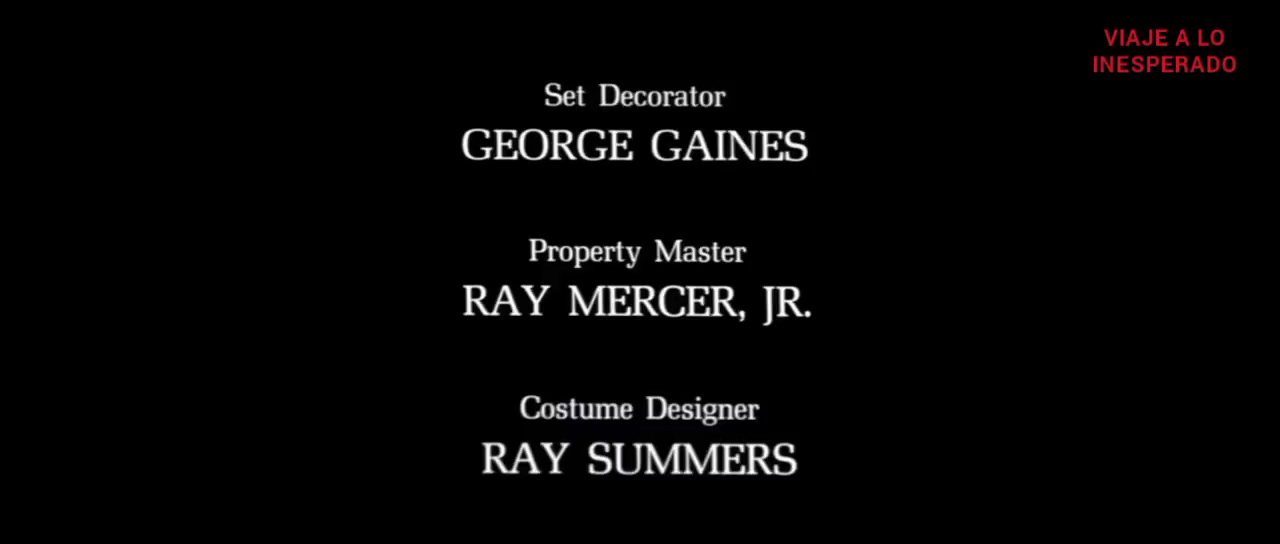 VIAJE A LO
INESPERADO
Set Decorator
GEORGE GAINES
Property Master
RAY MERCER, JR.
Costume Designer
RAY SUMMERS